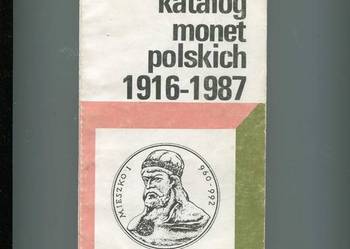 katalog
monet
polskich
1916-1987
MIESZKO I 960-992